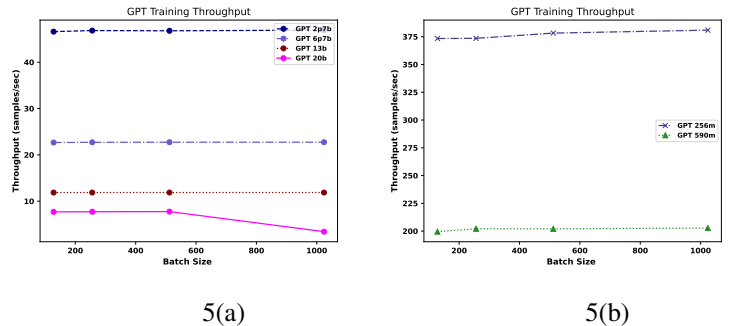 GPT Training Throughput
Throughput (samples/sec)
40
30
20
10
GPT 2p7b
GPT 6p7b
GPT 13b
GPT 20b
200 400 600 800 1000
Batch Size
5(a)
GPT Training Throughput
Throughput (samples/sec)
375
350
325
300
275
250
225
200
GPT 256m
GPT 590m
200 400 600 800 1000
Batch Size
5(b)